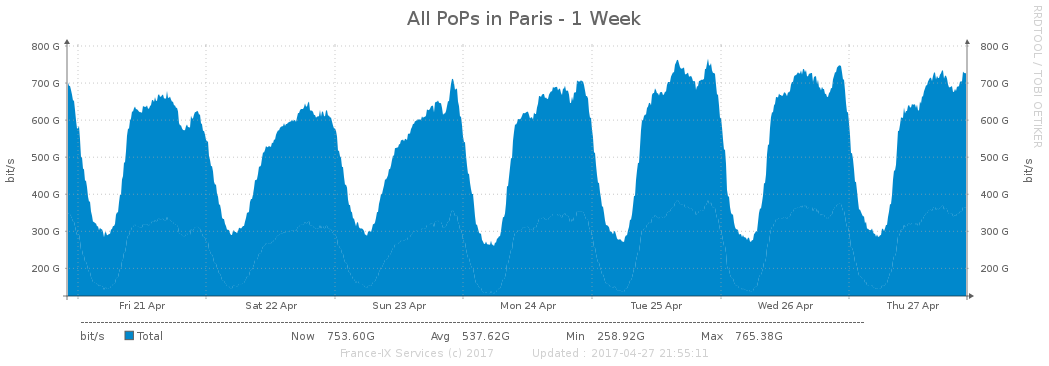 All PoPs in Paris - 1 Week
RRDTOOL / TOBI OETIKER
800 G 800 G
700 G 700 G
600 G 600 G
500 G 500 G
400 G 400 G
300 G 300 G
200 G 200 G
bit/s bit/s
Fri 21 Apr Sat 22 Apr Sun 23 Apr Mon 24 Apr Tue 25 Apr Wed 26 Apr Thu 27 Apr
bit/s Total Now 753.60G Avg 537.62G Min 258.92G Max 765.38G
France-IX Services (c) 2017 Updated : 2017-04-27 21:55:11